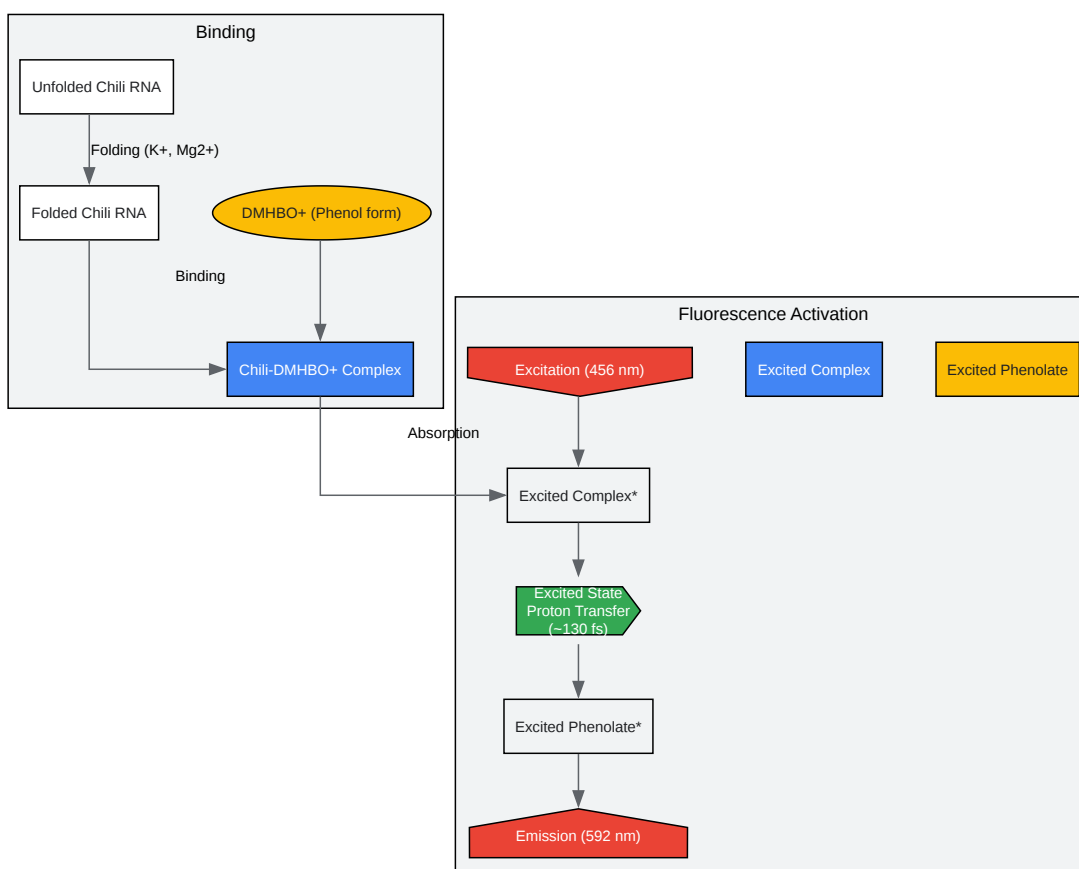 Binding
Unfolded Chili RNA
Folding (K+, Mg2+)
Folded Chili RNA
DMHBO+ (Phenol form)
Binding
Chili-DMHBO+ Complex
Fluorescence Activation
Excitation (456 nm)
Excited Complex
Excited Phenolate
Absorption
Excited Complex*
Excited State
Proton Transfer
(~130 fs)
Excited Phenolate*
Emission (592 nm)